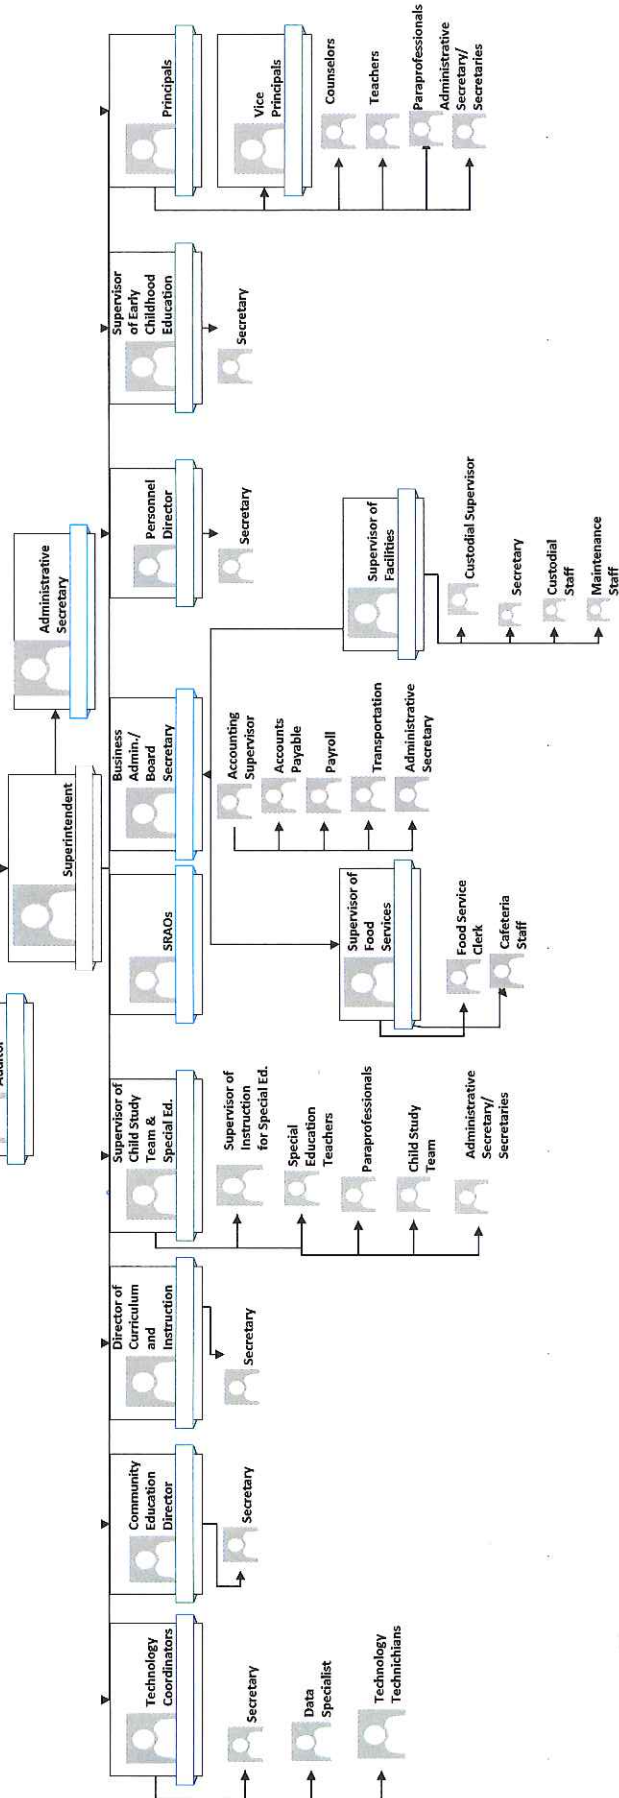 Auditor
Superintendent
Administrative
Secretary
Technology
Coordinators
Secretary
Data
Specialist
Technology
Technichians
Community
Education
Director
Secretary
Director of
Curriculum
and
Instruction
Secretary
Supervisor of
Child Study
Team &
Special Ed.
Supervisor of
Instruction
for Special Ed.
Special
Education
Teachers
Paraprofessionals
Child Study
Team
Administrative
Secretary/
Secretaries
SRAOs
Business
Admin./
Board
Secretary
Accounting
Supervisor
Accounts
Payable
Payroll
Transportation
Administrative
Secretary
Supervisor of
Food
Services
Food Service
Clerk
Cafeteria
Staff
Supervisor of
Facilities
Custodial Supervisor
Secretary
Custodial
Staff
Maintenance
Staff
Personnel
Director
Secretary
Supervisor
of Early
Childhood
Education
Secretary
Principals
Vice
Principals
Counselors
Teachers
Paraprofessionals
Administrative
Secretary/
Secretaries